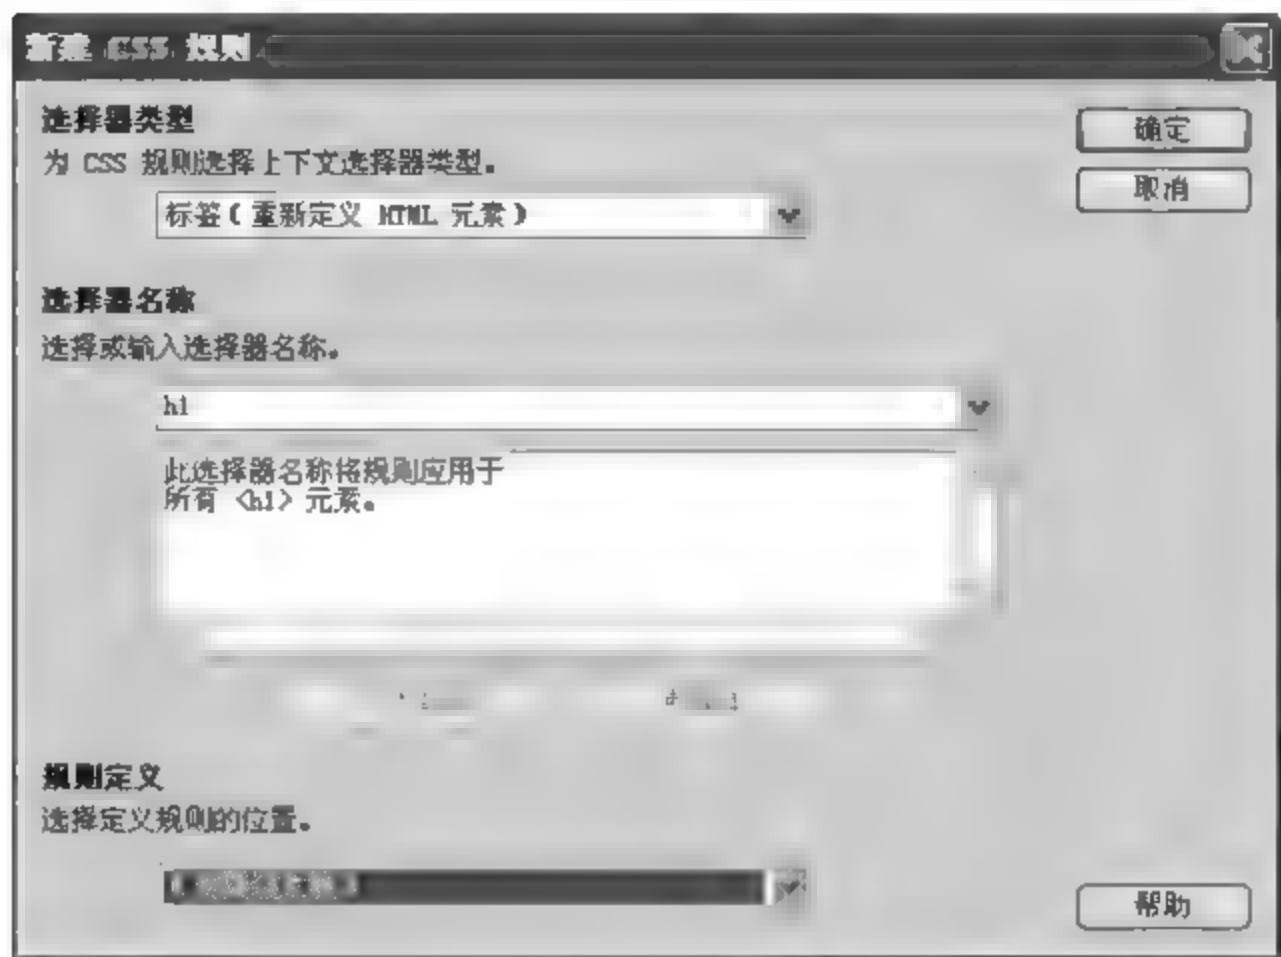 新建 CSS 规则
选择器类型
确定
为 CSS 规则选择上下文选择器类型。
取消
标签(重新定义 HTML 元素)
选择器名称
选择或输入选择器名称。
h1
此选择器名称将规则应用于
所有 <h1> 元素。
规则定义
选择定义规则的位置。
帮助